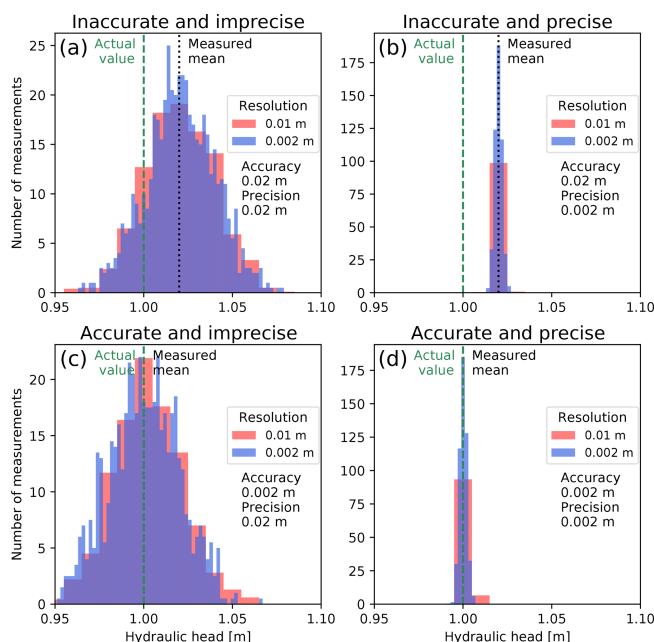 Inaccurate and imprecise
(a)
Actual
value
Measured
mean
Resolution
0.01 m
0.002 m
Accuracy
0.02 m
Precision
0.02 m
Number of measurements
25
20
15
10
5
0
0.95
1.00
1.05
1.10
Inaccurate and precise
(b)
Actual
value
Measured
mean
Resolution
0.01 m
0.002 m
Accuracy
0.02 m
Precision
0.002 m
175
150
125
100
75
50
25
0
0.95
1.00
1.05
1.10
Accurate and imprecise
(c)
Actual
value
Measured
mean
Resolution
0.01 m
0.002 m
Accuracy
0.002 m
Precision
0.02 m
Number of measurements
20
15
10
5
0
0.95
1.00
1.05
1.10
Hydraulic head [m]
Accurate and precise
(d)
Actual
value
Measured
mean
Resolution
0.01 m
0.002 m
Accuracy
0.002 m
Precision
0.002 m
175
150
125
100
75
50
25
0
0.95
1.00
1.05
1.10
Hydraulic head [m]